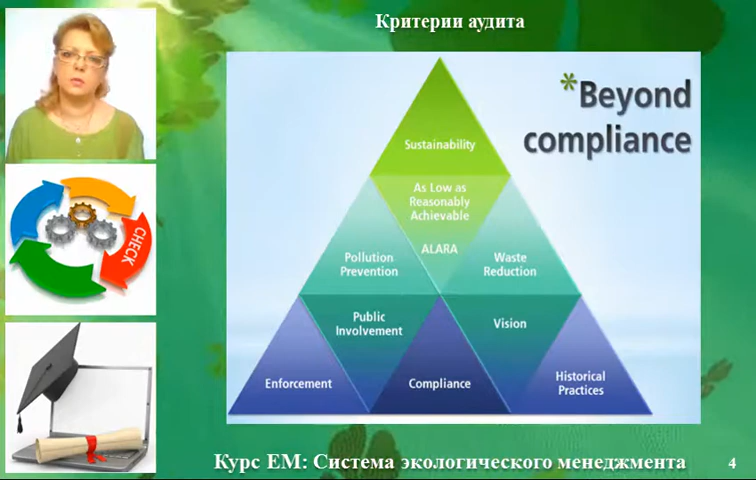 Критерии аудита
*Beyond
compliance
Sustainability
As Low as
Reasonably
Achievable
ALARA
Pollution
Prevention
Waste
Reduction
Public
Involvement
Vision
Enforcement
Compliance
Historical
Practices
CHECK
Курс ЕМ: Система экологического менеджмента
4